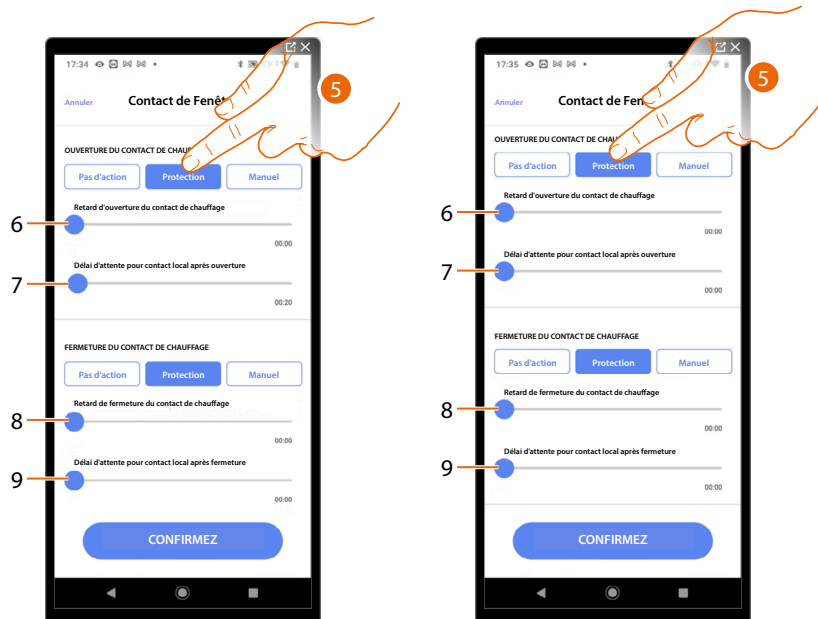 17:34
5
Annuler
Contact de Fenêt
OUVERTURE DU CONTACT DE CHAUF
Pas d'action Protection Manuel
Retard d'ouverture du contact de chauffage
6
00:00
Délai d'attente pour contact local après ouverture
7
00:20
FERMETURE DU CONTACT DE CHAUFFAGE
Pas d'action Protection Manuel
Retard de fermeture du contact de chauffage
8
00:00
Délai d'attente pour contact local après fermeture
9
00:00
CONFIRMEZ
17:35
5
Annuler
Contact de Fen
OUVERTURE DU CONTACT DE CHAU
Pas d'action Protection Manuel
Retard d'ouverture du contact de chauffage
6
00:00
Délai d'attente pour contact local après ouverture
7
00:00
FERMETURE DU CONTACT DE CHAUFFAGE
Pas d'action Protection Manuel
Retard de fermeture du contact de chauffage
8
00:00
Délai d'attente pour contact local après fermeture
9
00:00
CONFIRMEZ